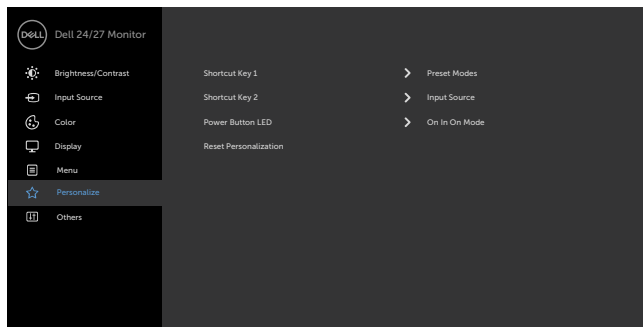 DELL Dell 24/27 Monitor
Brightness/Contrast Shortcut Key 1 Preset Modes
Input Source Shortcut Key 2 Input Source
Color Power Button LED On In On Mode
Display Reset Personalization
Menu
Personalize
Others